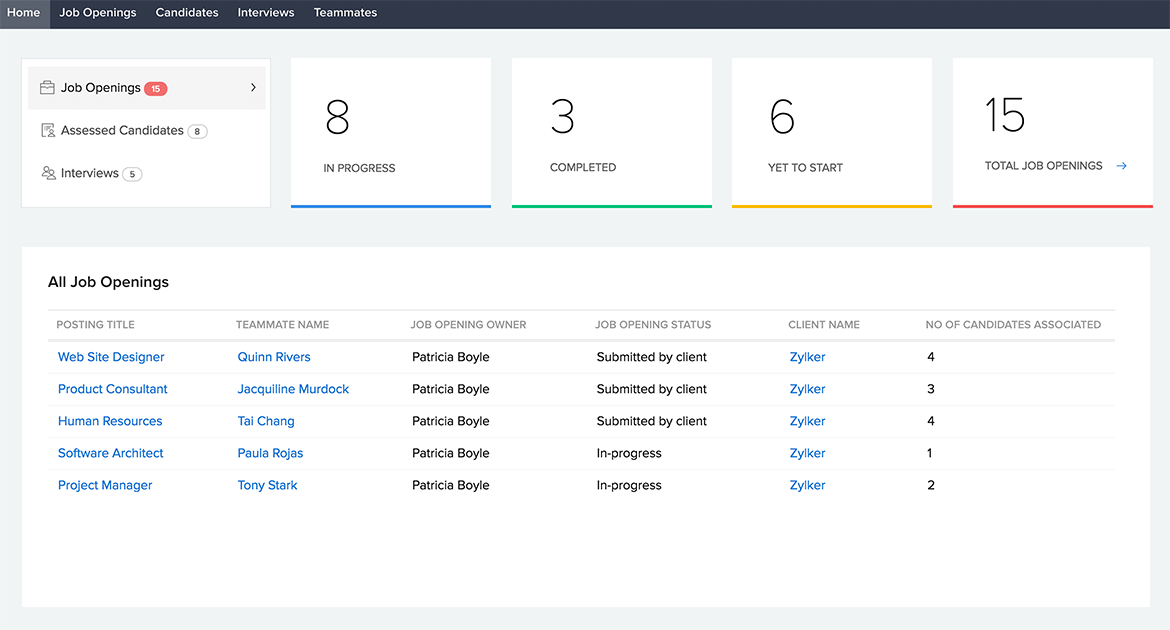 Home Job Openings Candidates Interviews Teammates
Job Openings 15
Assessed Candidates 8
Interviews 5
8
IN PROGRESS
3
COMPLETED
6
YET TO START
15
TOTAL JOB OPENINGS
All Job Openings
POSTING TITLE TEAMMATE NAME JOB OPENING OWNER JOB OPENING STATUS CLIENT NAME NO OF CANDIDATES ASSOCIATED
Web Site Designer Quinn Rivers Patricia Boyle Submitted by client Zylker 4
Product Consultant Jacquiline Murdock Patricia Boyle Submitted by client Zylker 3
Human Resources Tai Chang Patricia Boyle Submitted by client Zylker 4
Software Architect Paula Rojas Patricia Boyle In-progress Zylker 1
Project Manager Tony Stark Patricia Boyle In-progress Zylker 2